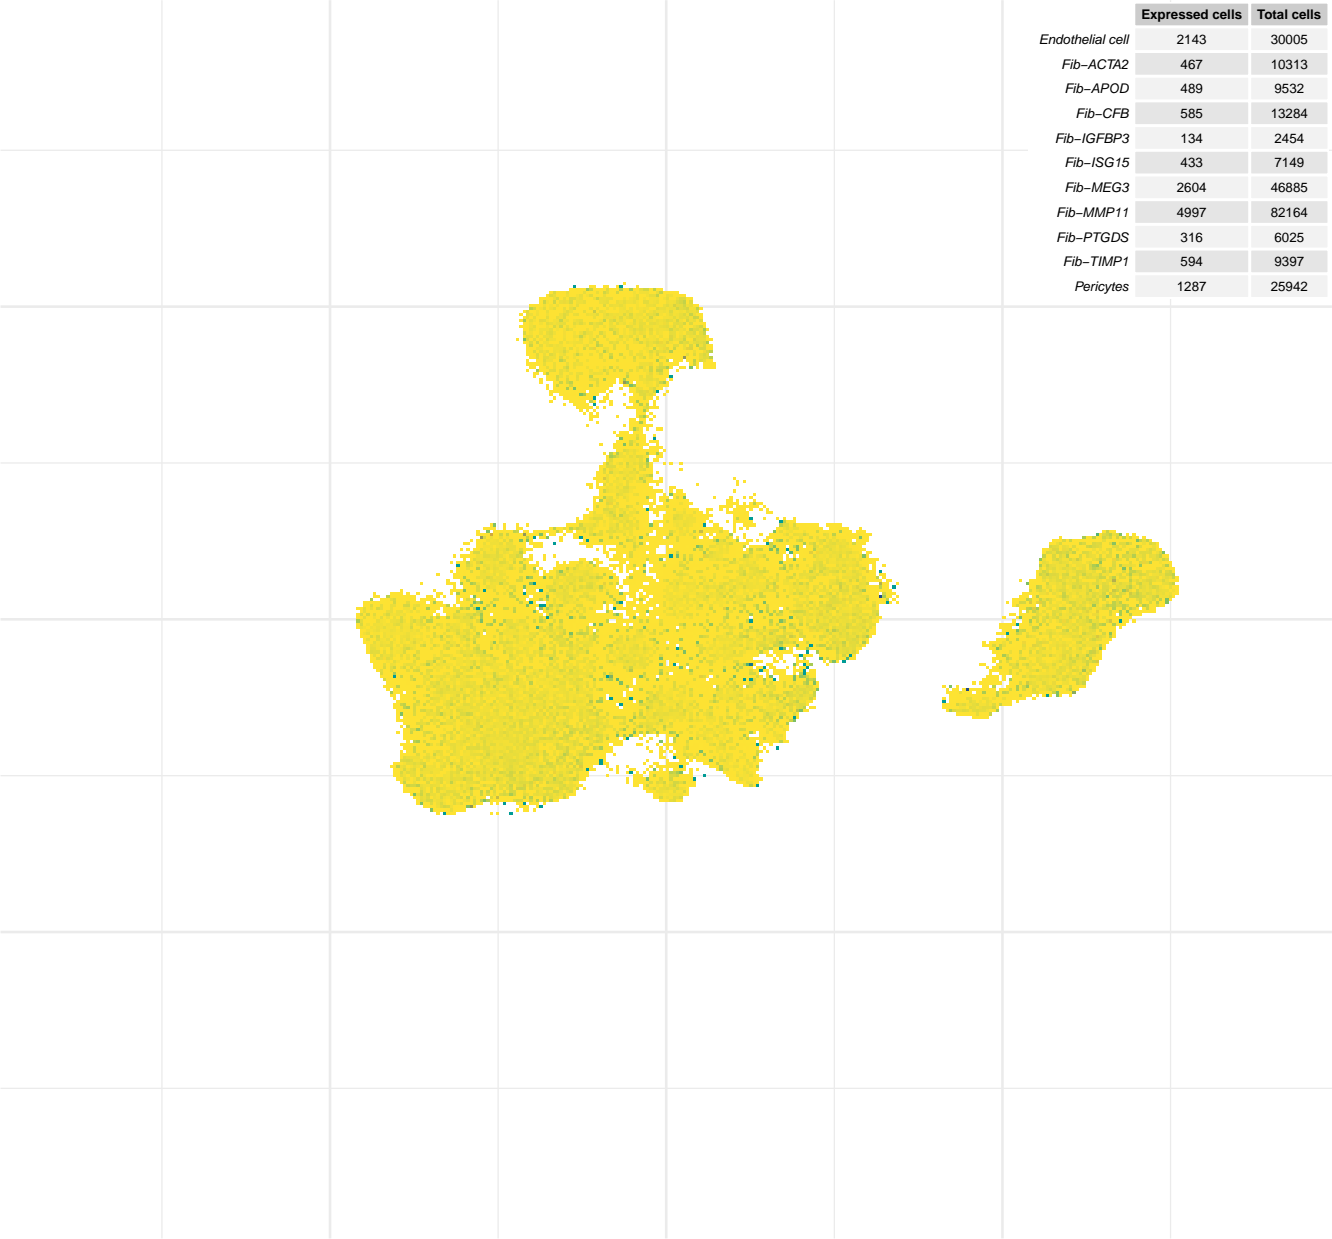 Expressed cells Total cells
Endothelial cell 2143 30005
Fib−ACTA2 467 10313
Fib−APOD 489 9532
Fib−CFB 585 13284
Fib−IGFBP3 134 2454
Fib−ISG15 433 7149
Fib−MEG3 2604 46885
Fib−MMP11 4997 82164
Fib−PTGDS 316 6025
Fib−TIMP1 594 9397
Pericytes 1287 25942